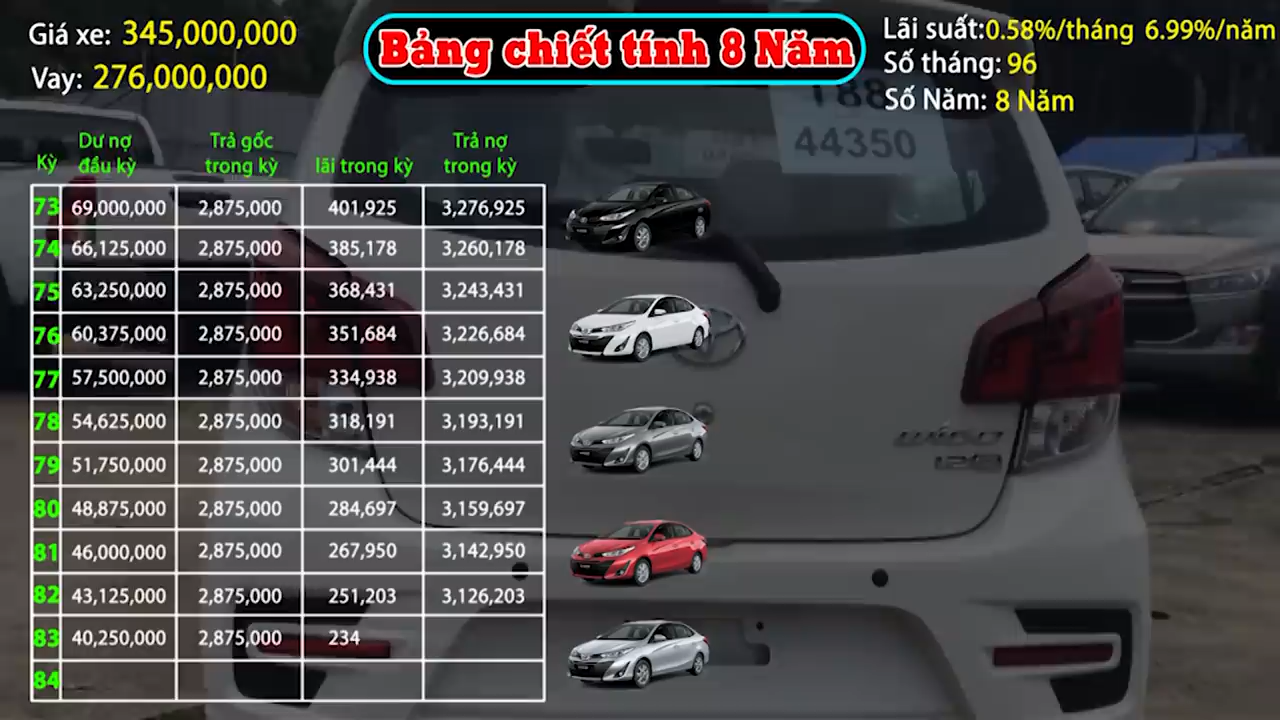 Giá xe: 345,000,000
Vay: 276,000,000
Bảng chiết tính 8 Năm
Lãi suất:0.58%/tháng 6.99%/năm
Số tháng: 96
Số Năm: 8 Năm
44350
Kỳ Dư nợ đầu kỳ Trả gốc trong kỳ lãi trong kỳ Trả nợ trong kỳ
73 69,000,000 2,875,000 401,925 3,276,925
74 66,125,000 2,875,000 385,178 3,260,178
75 63,250,000 2,875,000 368,431 3,243,431
76 60,375,000 2,875,000 351,684 3,226,684
77 57,500,000 2,875,000 334,938 3,209,938
78 54,625,000 2,875,000 318,191 3,193,191
79 51,750,000 2,875,000 301,444 3,176,444
80 48,875,000 2,875,000 284,697 3,159,697
81 46,000,000 2,875,000 267,950 3,142,950
82 43,125,000 2,875,000 251,203 3,126,203
83 40,250,000 2,875,000 234
84